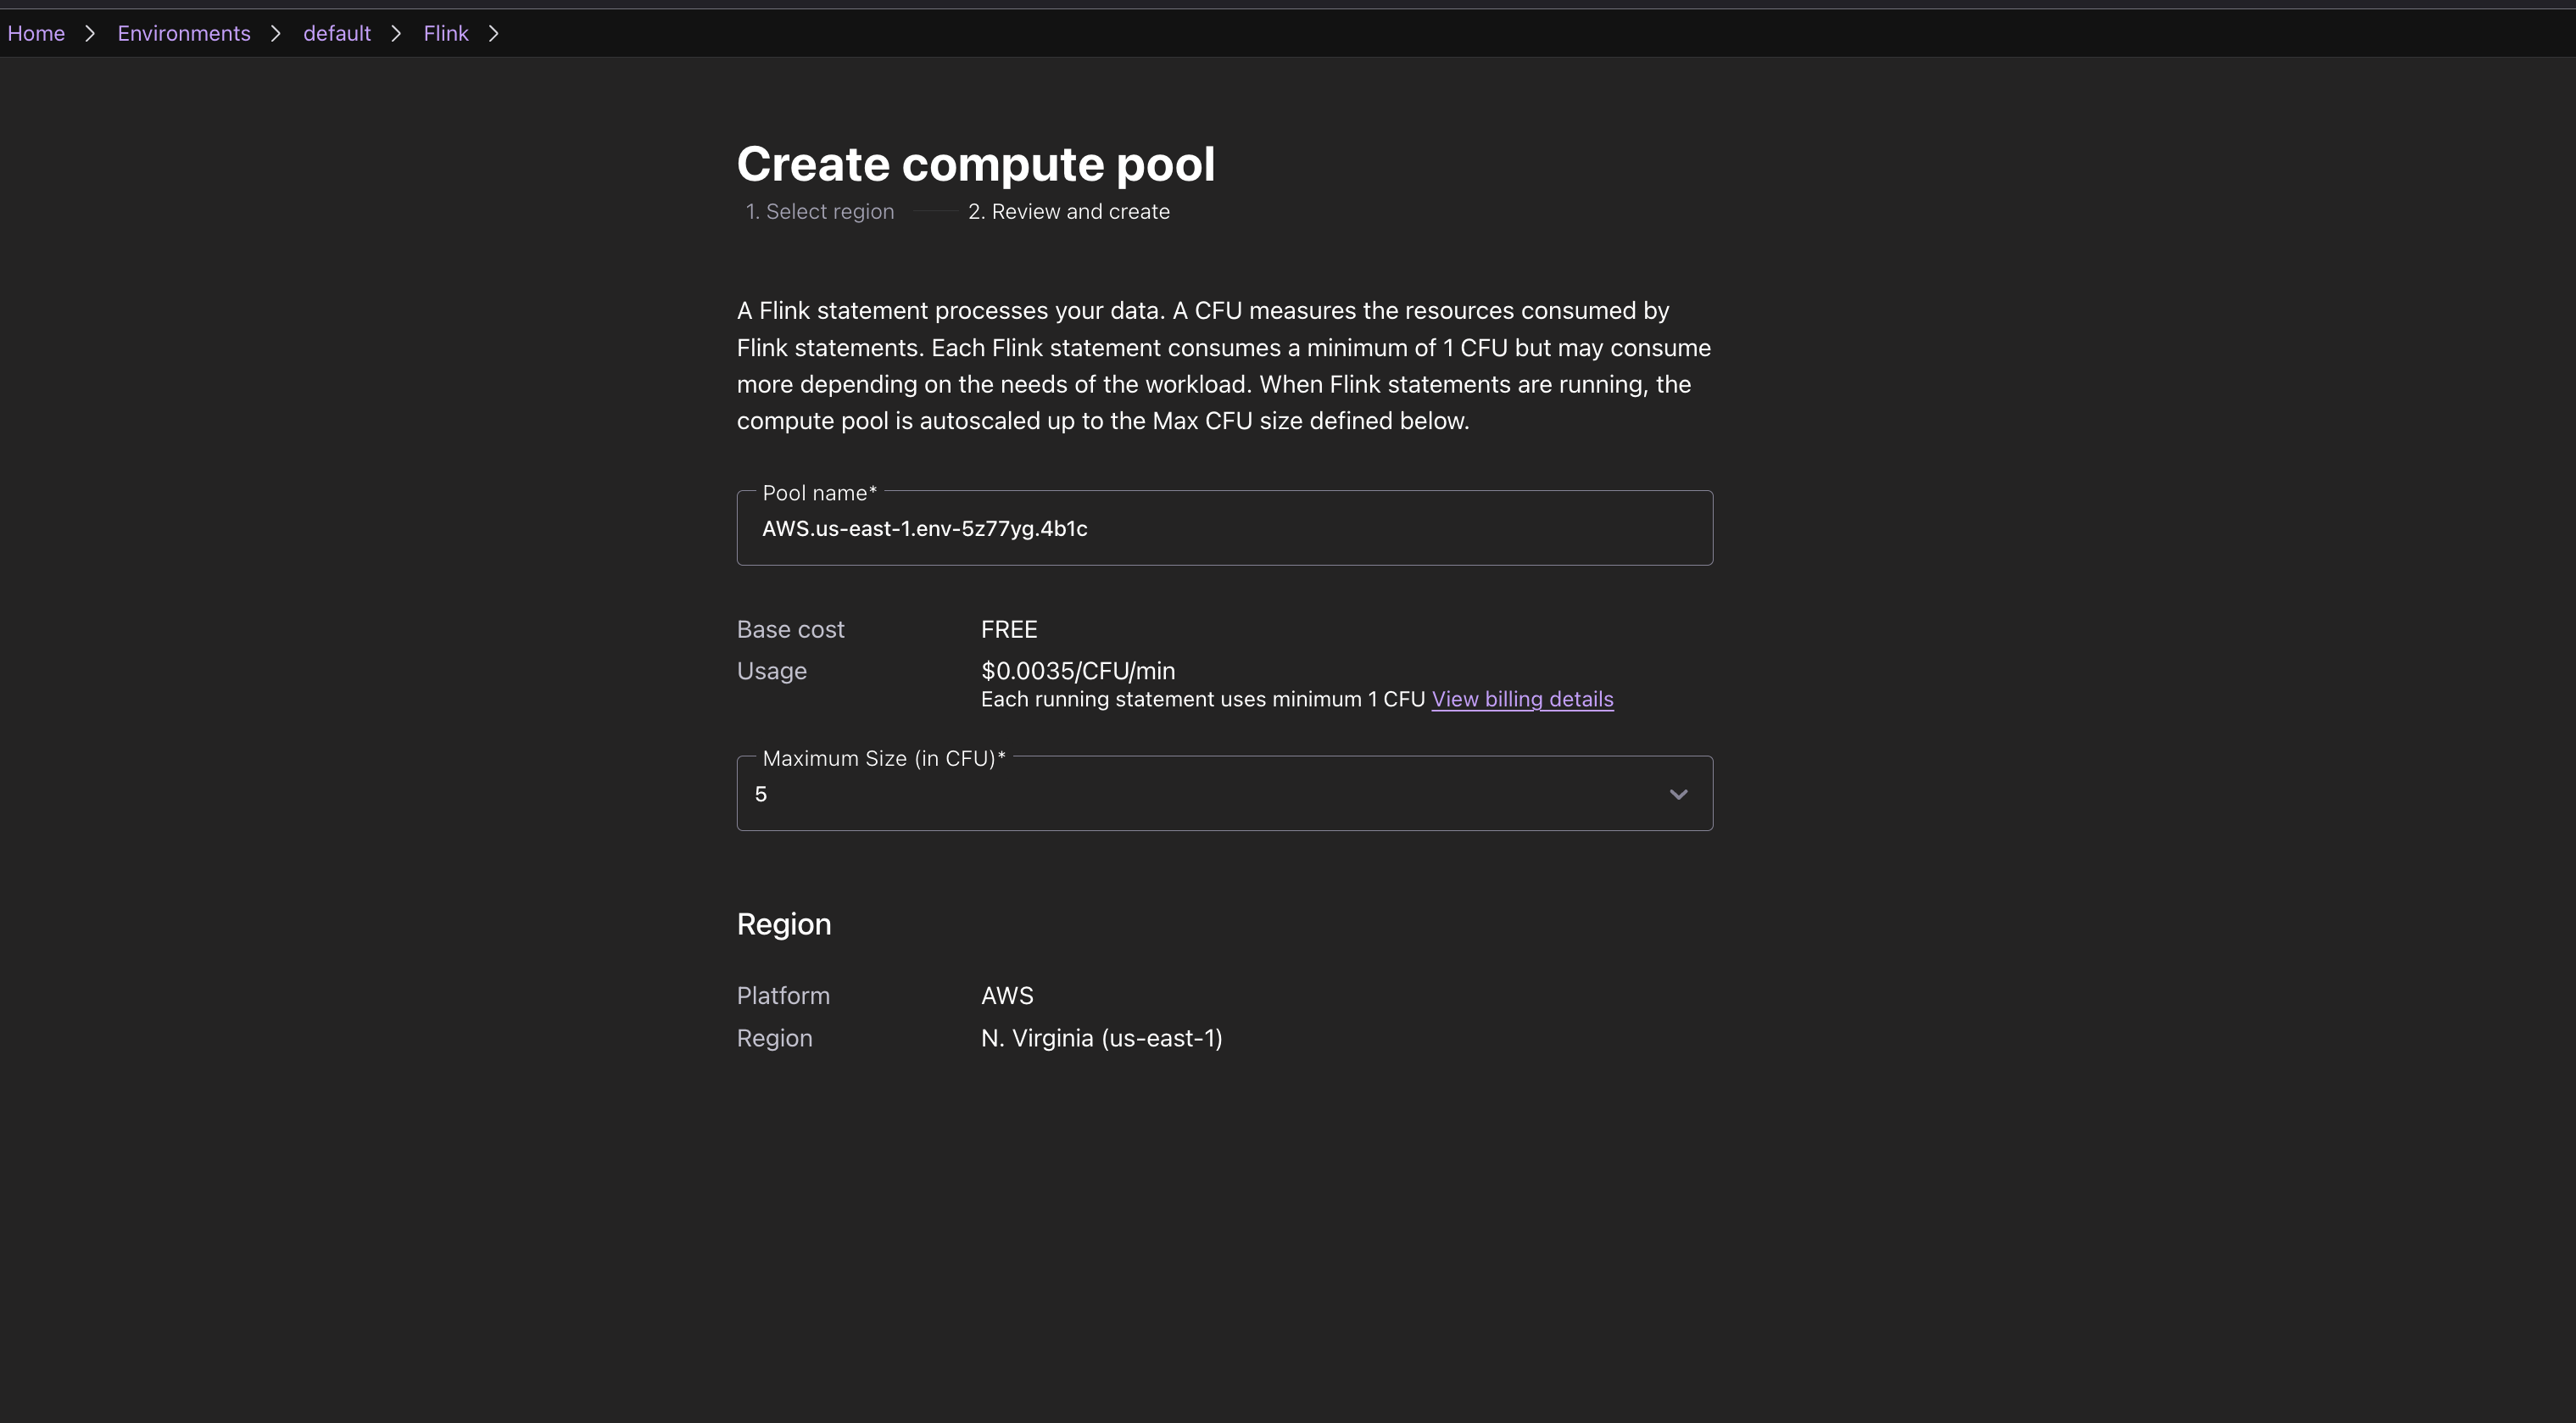 Home > Environments > default > Flink >
Create compute pool
1. Select region 2. Review and create
A Flink statement processes your data. A CFU measures the resources consumed by
Flink statements. Each Flink statement consumes a minimum of 1 CFU but may consume
more depending on the needs of the workload. When Flink statements are running, the
compute pool is autoscaled up to the Max CFU size defined below.
Pool name*
AWS.us-east-1.env-5z77yg.4b1c
Base cost FREE
Usage $0.0035/CFU/min
Each running statement uses minimum 1 CFU View billing details
Maximum Size (in CFU)*
5
Region
Platform AWS
Region N. Virginia (us-east-1)